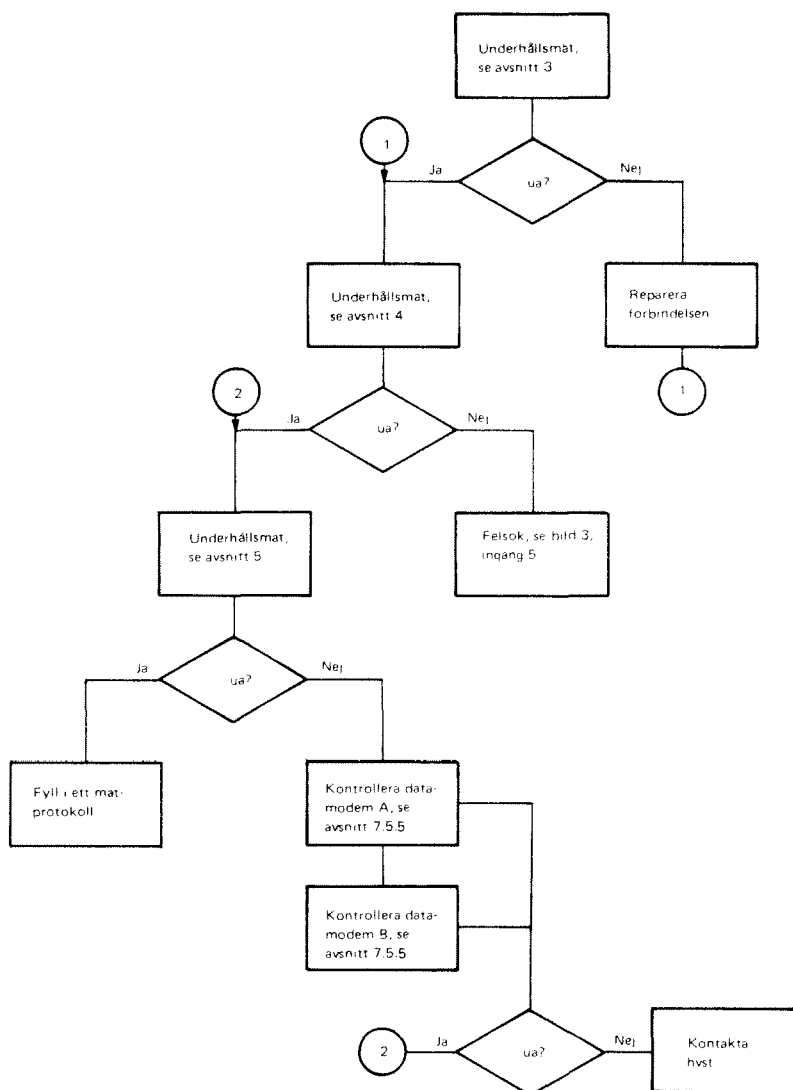 Underhållsmät,
se avsnitt 3
1
Ja
ua?
Nej
Underhållsmät,
se avsnitt 4
Reparera
förbindelsen
1
2
Ja
ua?
Nej
Underhållsmät,
se avsnitt 5
Felsök, se bild 3,
ingång 5
Ja
ua?
Nej
Fyll i ett mät-
protokoll
Kontrollera data-
modem A, se
avsnitt 7.5.5
Kontrollera data-
modem B, se
avsnitt 7.5.5
2
Ja
ua?
Nej
Kontakta
hvst